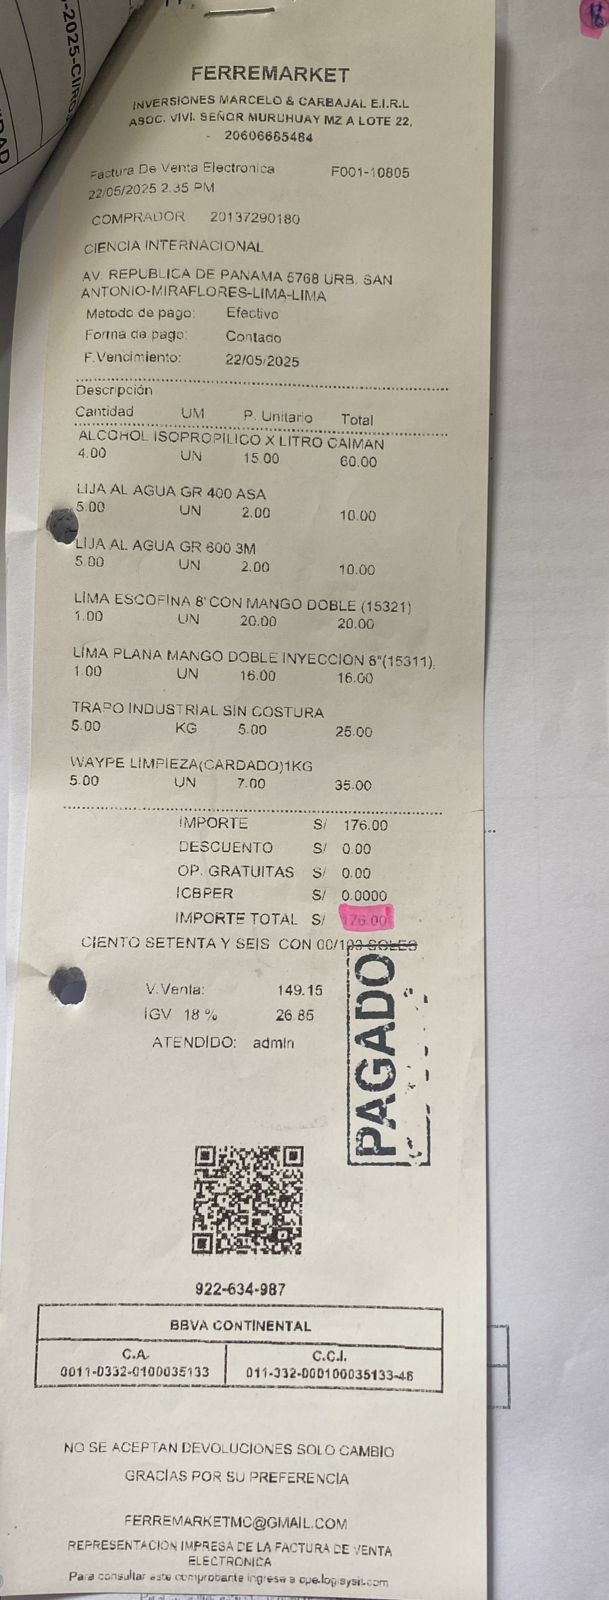 -2025-CIRO
DAD
FERREMARKET
INVERSIONES MARCELO & CARBAJAL E.I.R.L
ASOC. VIVI. SEÑOR MURUHUAY MZ A LOTE 22,
- 20606665484
Factura De Venta Electronica F001-10805
22/05/2025 2.35 PM
COMPRADOR 20137290180
CIENCIA INTERNACIONAL
AV. REPUBLICA DE PANAMA 5768 URB. SAN
ANTONIO-MIRAFLORES-LIMA-LIMA
Metodo de pago: Efectivo
Forma de pago: Contado
F.Vencimiento: 22/05/2025
Descripción
Cantidad UM P. Unitario Total
ALCOHOL ISOPROPILICO X LITRO CAIMAN
4.00 UN 15.00 60.00
LIJA AL AGUA GR 400 ASA
5.00 UN 2.00 10.00
LIJA AL AGUA GR 600 3M
5.00 UN 2.00 10.00
LIMA ESCOFINA 8' CON MANGO DOBLE (15321)
1.00 UN 20.00 20.00
LIMA PLANA MANGO DOBLE INYECCION 8"(15311).
1.00 UN 16.00 16.00
TRAPO INDUSTRIAL SIN COSTURA
5.00 KG 5.00 25.00
WAYPE LIMPIEZA(CARDADO)1KG
5.00 UN 7.00 35.00
IMPORTE S/ 176.00
DESCUENTO S/ 0.00
OP. GRATUITAS S/ 0.00
ICBPER S/ 0.0000
IMPORTE TOTAL S/ 176.00
CIENTO SETENTA Y SEIS CON 00/100 SOLES
V.Venta: 149.15
IGV 18 % 26.85
ATENDIDO: admin
PAGADO
922-634-987
BBVA CONTINENTAL
C.A. C.C.I.
0011-0332-0100035133 011-332-000100035133-46
NO SE ACEPTAN DEVOLUCIONES SOLO CAMBIO
GRACIAS POR SU PREFERENCIA
FERREMARKETMC@GMAIL.COM
REPRESENTACION IMPRESA DE LA FACTURA DE VENTA
ELECTRONICA
Para consultar este comprobante ingrese a cpe.logisysit.com